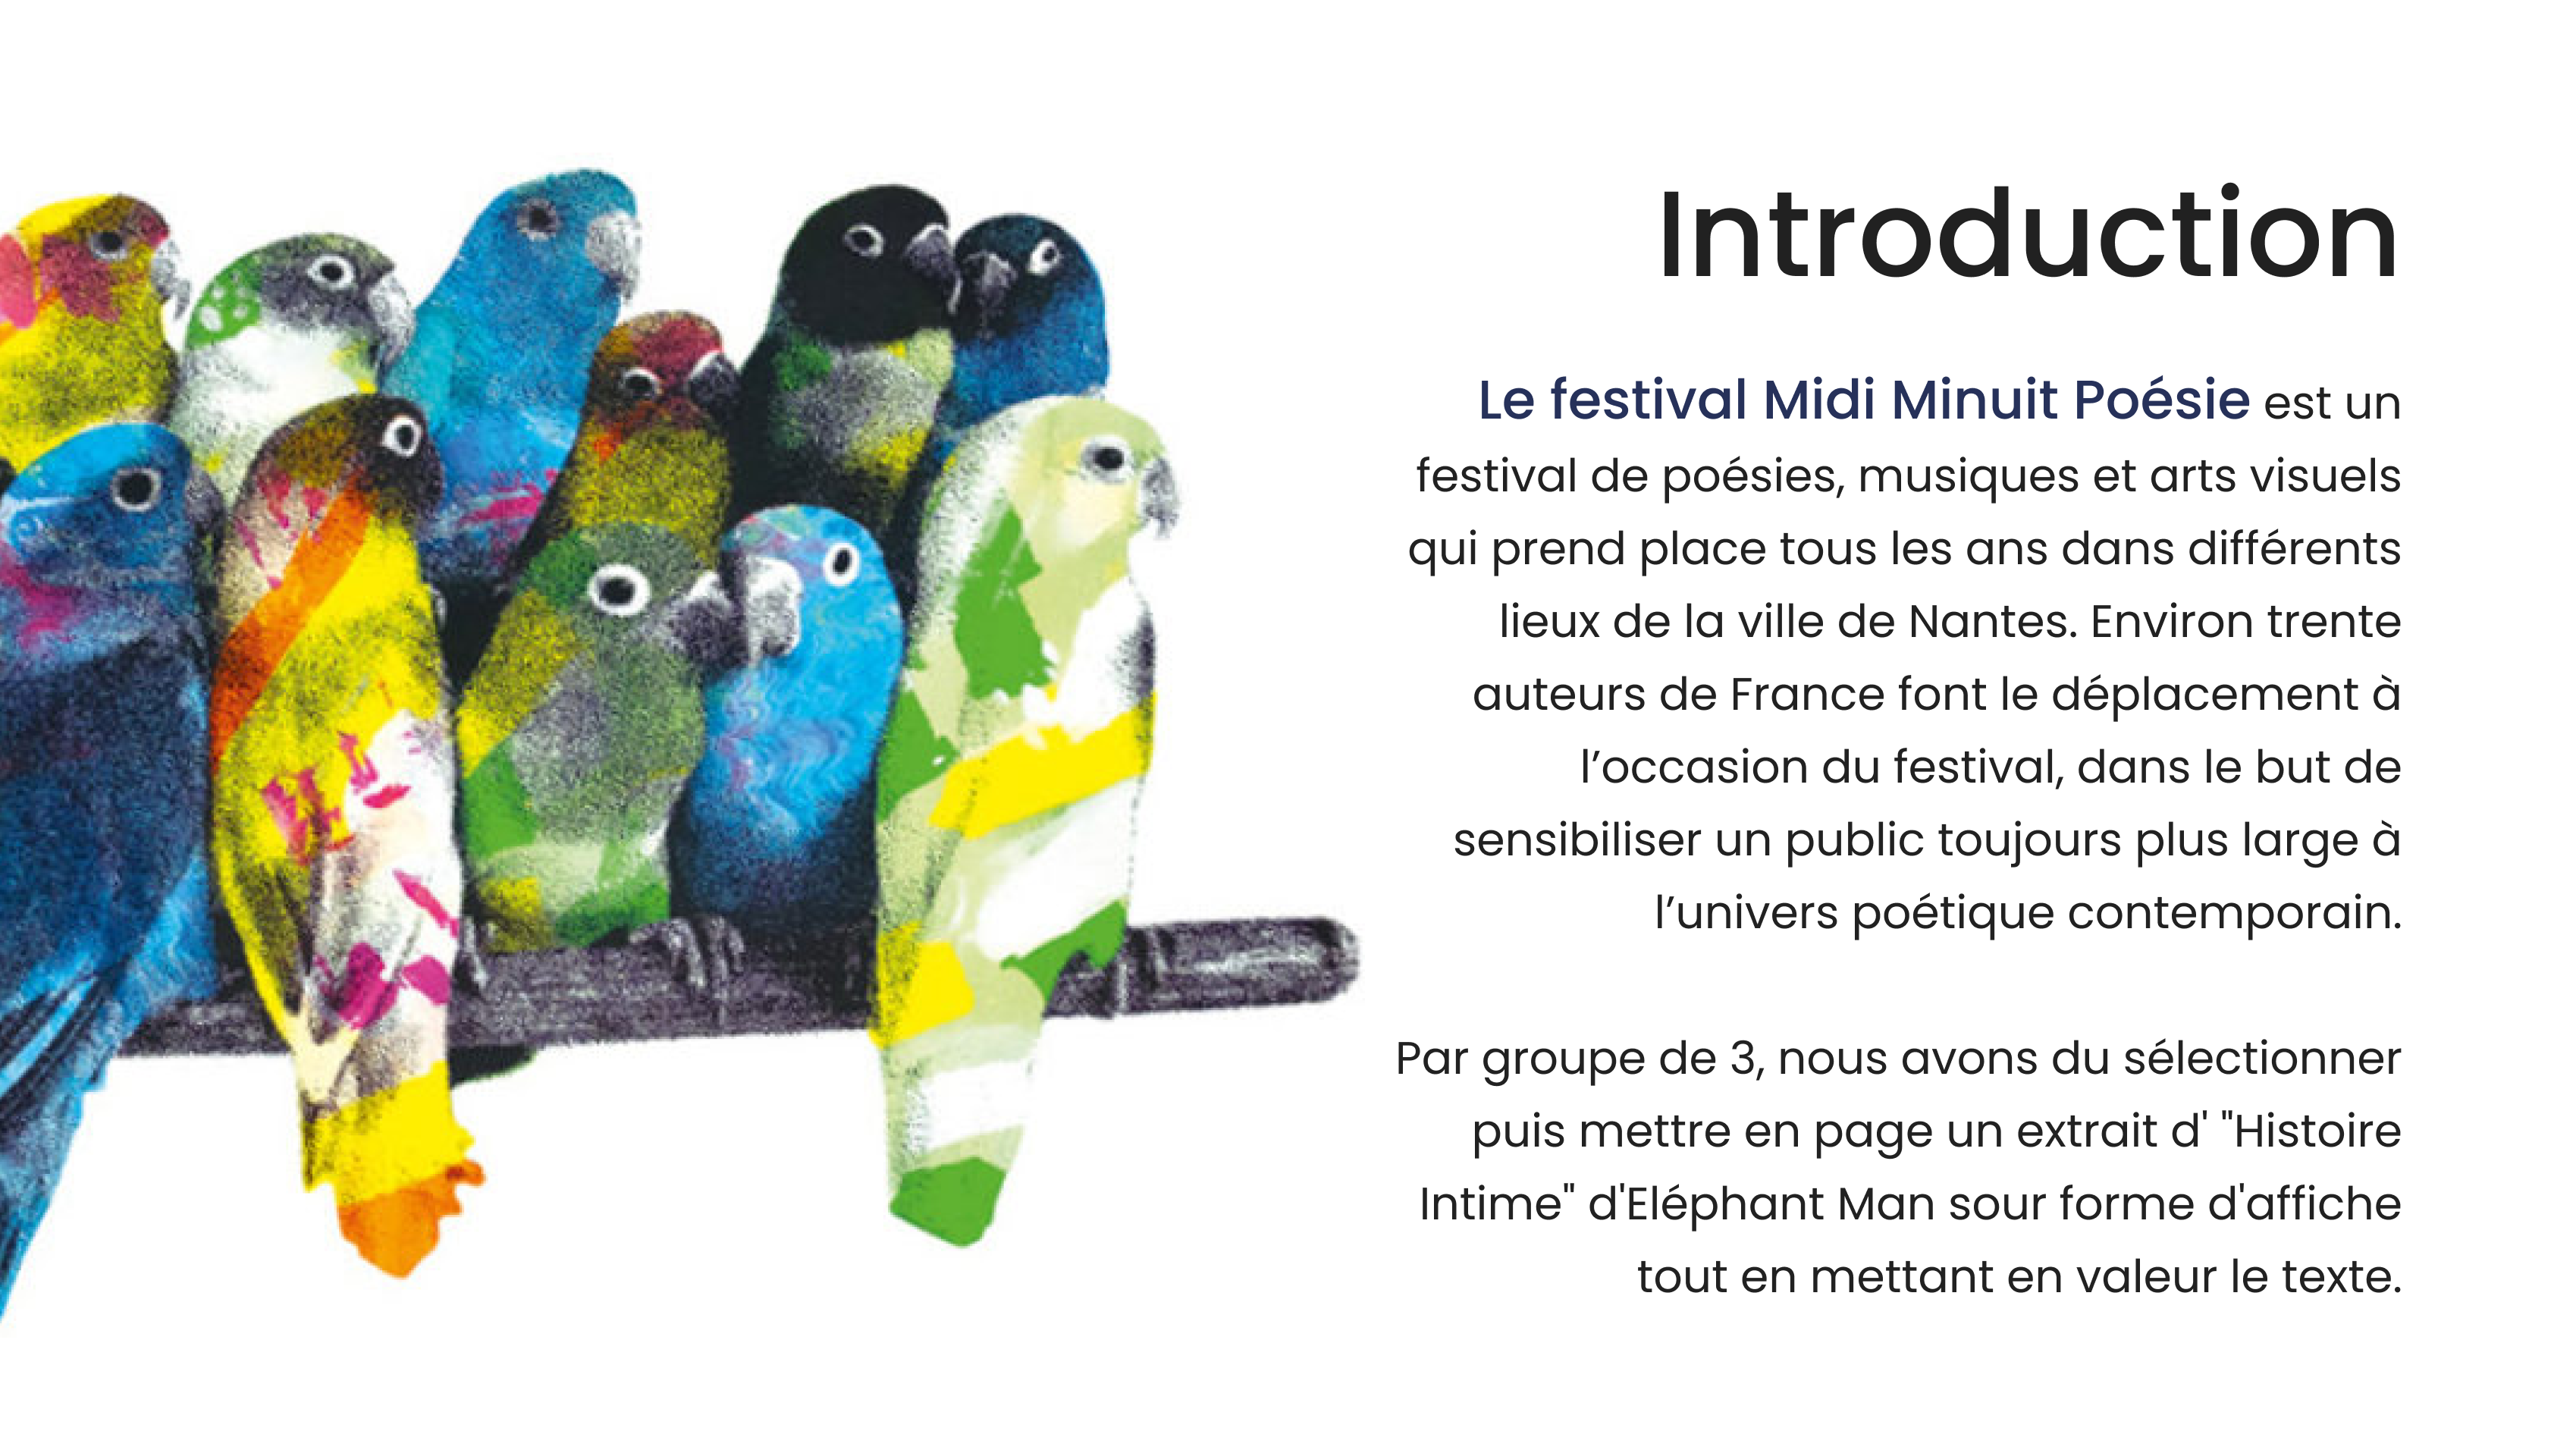 Introduction
Le festival Midi Minuit Poésie est un
festival de poésies, musiques et arts visuels
qui prend place tous les ans dans différents
lieux de la ville de Nantes. Environ trente
auteurs de France font le déplacement à
l’occasion du festival, dans le but de
sensibiliser un public toujours plus large à
l’univers poétique contemporain.
Par groupe de 3, nous avons du sélectionner
puis mettre en page un extrait d' "Histoire
Intime" d'Eléphant Man sour forme d'affiche
tout en mettant en valeur le texte.